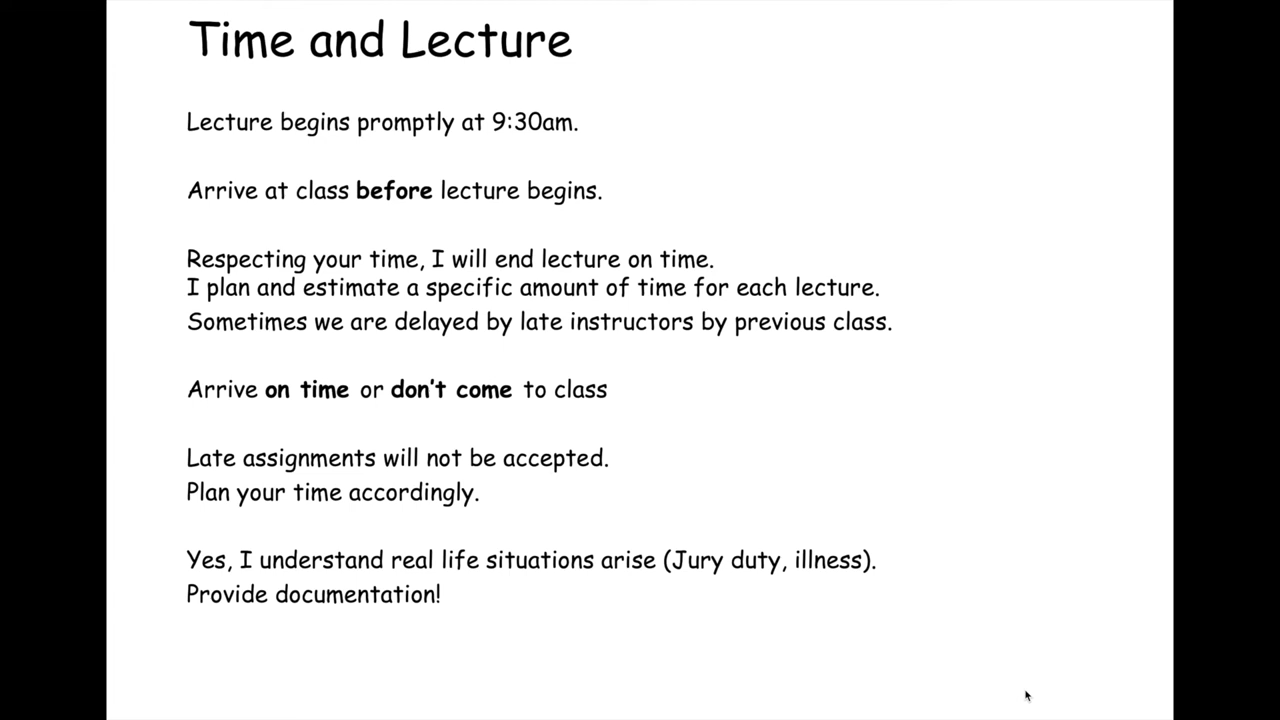 Time and Lecture
Lecture begins promptly at 9:30am.
Arrive at class before lecture begins.
Respecting your time, I will end lecture on time.
I plan and estimate a specific amount of time for each lecture.
Sometimes we are delayed by late instructors by previous class.
Arrive on time or don't come to class
Late assignments will not be accepted.
Plan your time accordingly.
Yes, I understand real life situations arise (Jury duty, illness).
Provide documentation!